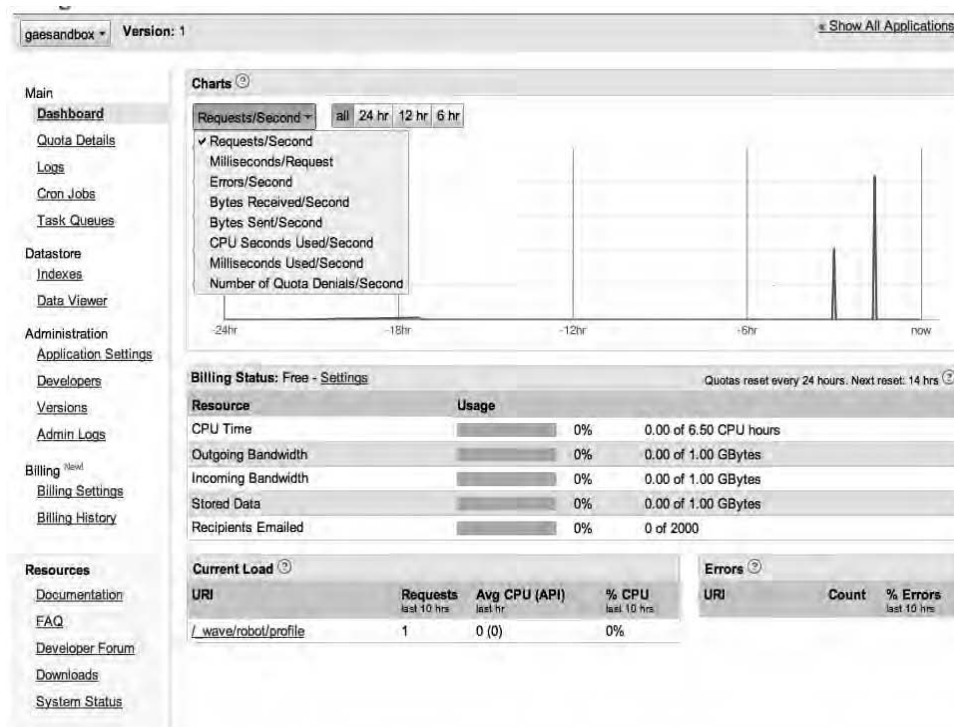 gaesandbox Version: 1
« Show All Applications
Main
Dashboard
Quota Details
Logs
Cron Jobs
Task Queues
Datastore
Indexes
Data Viewer
Administration
Application Settings
Developers
Versions
Admin Logs
Billing New!
Billing Settings
Billing History
Resources
Documentation
FAQ
Developer Forum
Downloads
System Status
Charts ?
Requests/Second all 24 hr 12 hr 6 hr
✓ Requests/Second
Milliseconds/Request
Errors/Second
Bytes Received/Second
Bytes Sent/Second
CPU Seconds Used/Second
Milliseconds Used/Second
Number of Quota Denials/Second
-24hr -18hr -12hr -6hr now
Billing Status: Free - Settings Quotas reset every 24 hours. Next reset: 14 hrs ?
Resource Usage
CPU Time 0% 0.00 of 6.50 CPU hours
Outgoing Bandwidth 0% 0.00 of 1.00 GBytes
Incoming Bandwidth 0% 0.00 of 1.00 GBytes
Stored Data 0% 0.00 of 1.00 GBytes
Recipients Emailed 0% 0 of 2000
Current Load ?
URI Requests Avg CPU (API) % CPU
last 10 hrs last hr last 10 hrs
/_wave/robot/profile 1 0 (0) 0%
Errors ?
URI Count % Errors
last 10 hrs